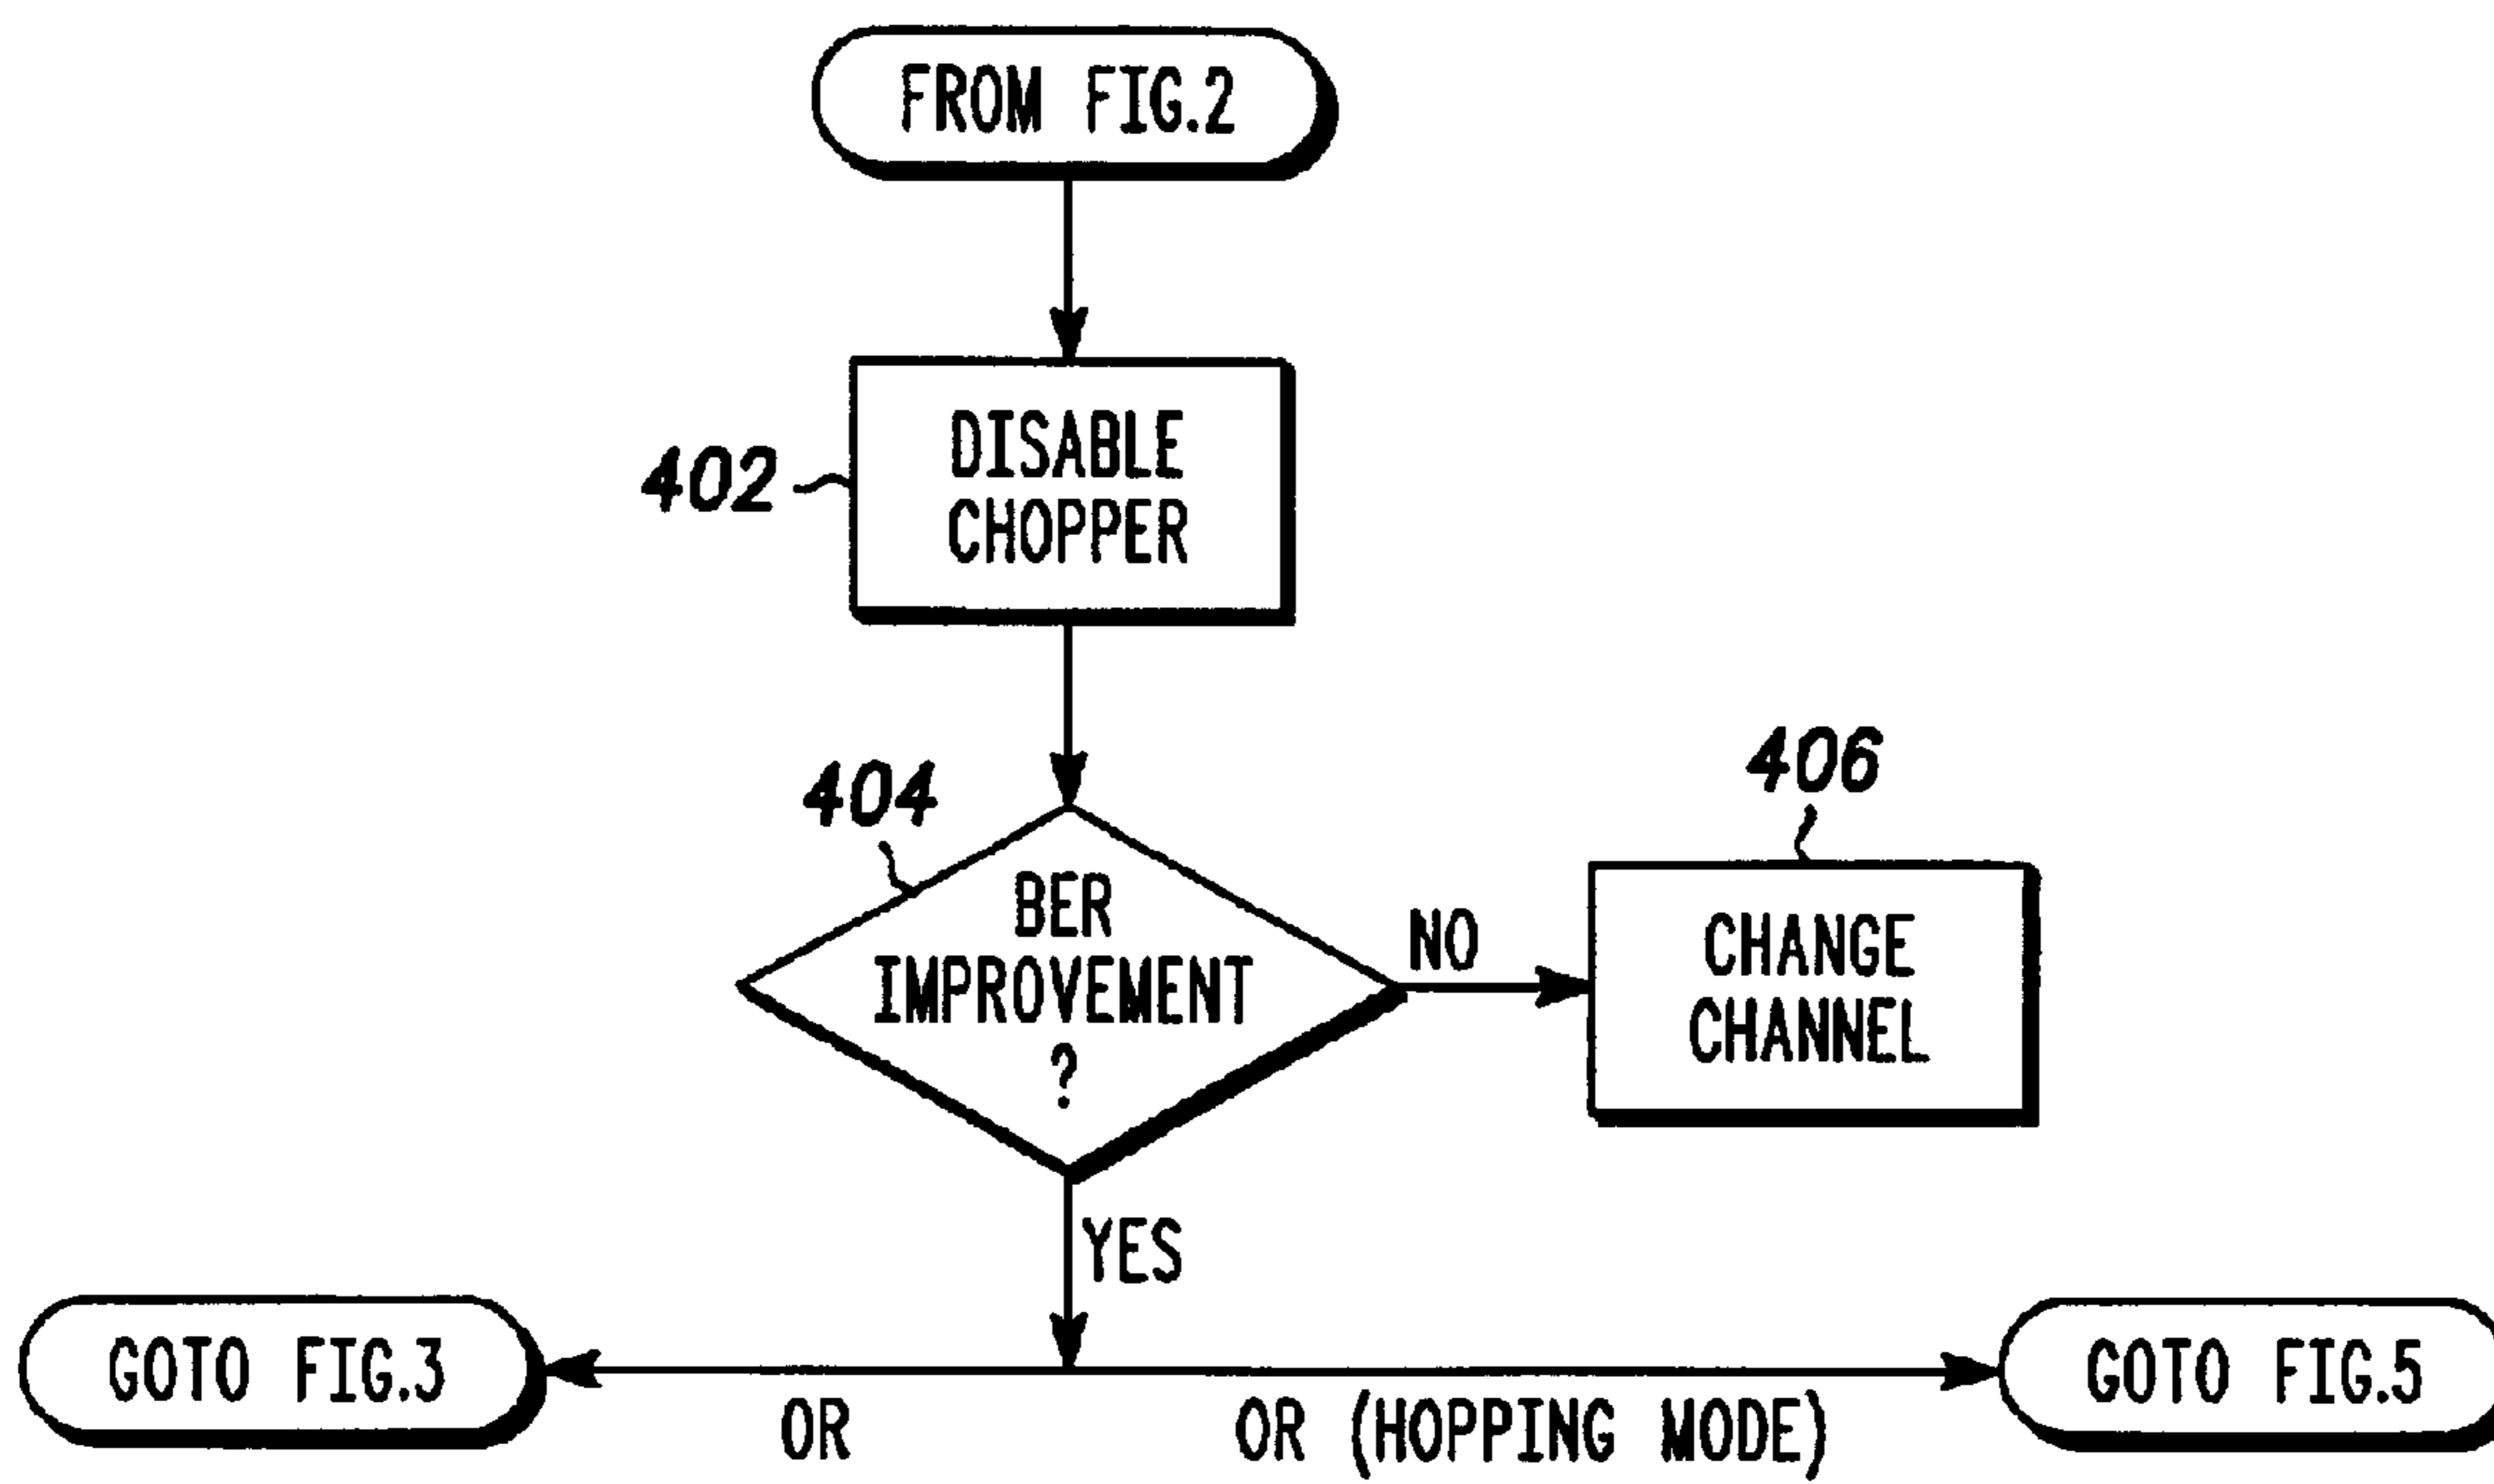 FROM FIG.2
402
DISABLE
CHOPPER
404
BER
IMPROVEMENT
?
NO
406
CHANGE
CHANNEL
YES
GOTO FIG.3
OR
OR (HOPPING MODE)
GOTO FIG.5